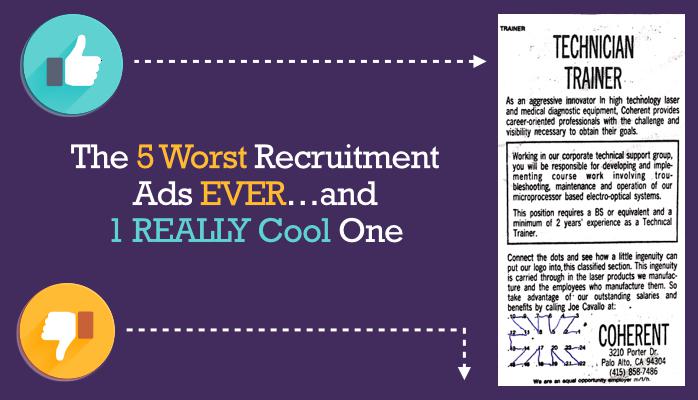 The 5 Worst Recruitment
Ads EVER...and
1 REALLY Cool One
TRAINER
TECHNICIAN
TRAINER
As an aggressive innovator in high technology laser
and medical diagnostic equipment, Coherent provides
career-oriented professionals with the challenge and
visibility necessary to obtain their goals.
Working in our corporate technical support group,
you will be responsible for developing and imple-
menting course work involving trou-
bleshooting, maintenance and operation of our
microprocessor based electro-optical systems.
This position requires a BS or equivalent and a
minimum of 2 years' experience as a Technical
Trainer.
Connect the dots and see how a little ingenuity can
put our logo into this classified section. This ingenuity
is carried through in the laser products we manufac-
ture and the employees who manufacture them. So
take advantage of our outstanding salaries and
benefits by calling Joe Cavallo at:
COHERENT
3210 Porter Dr.
Palo Alto, CA 94304
(415) 858-7486
We are an equal opportunity employer m/f/h.